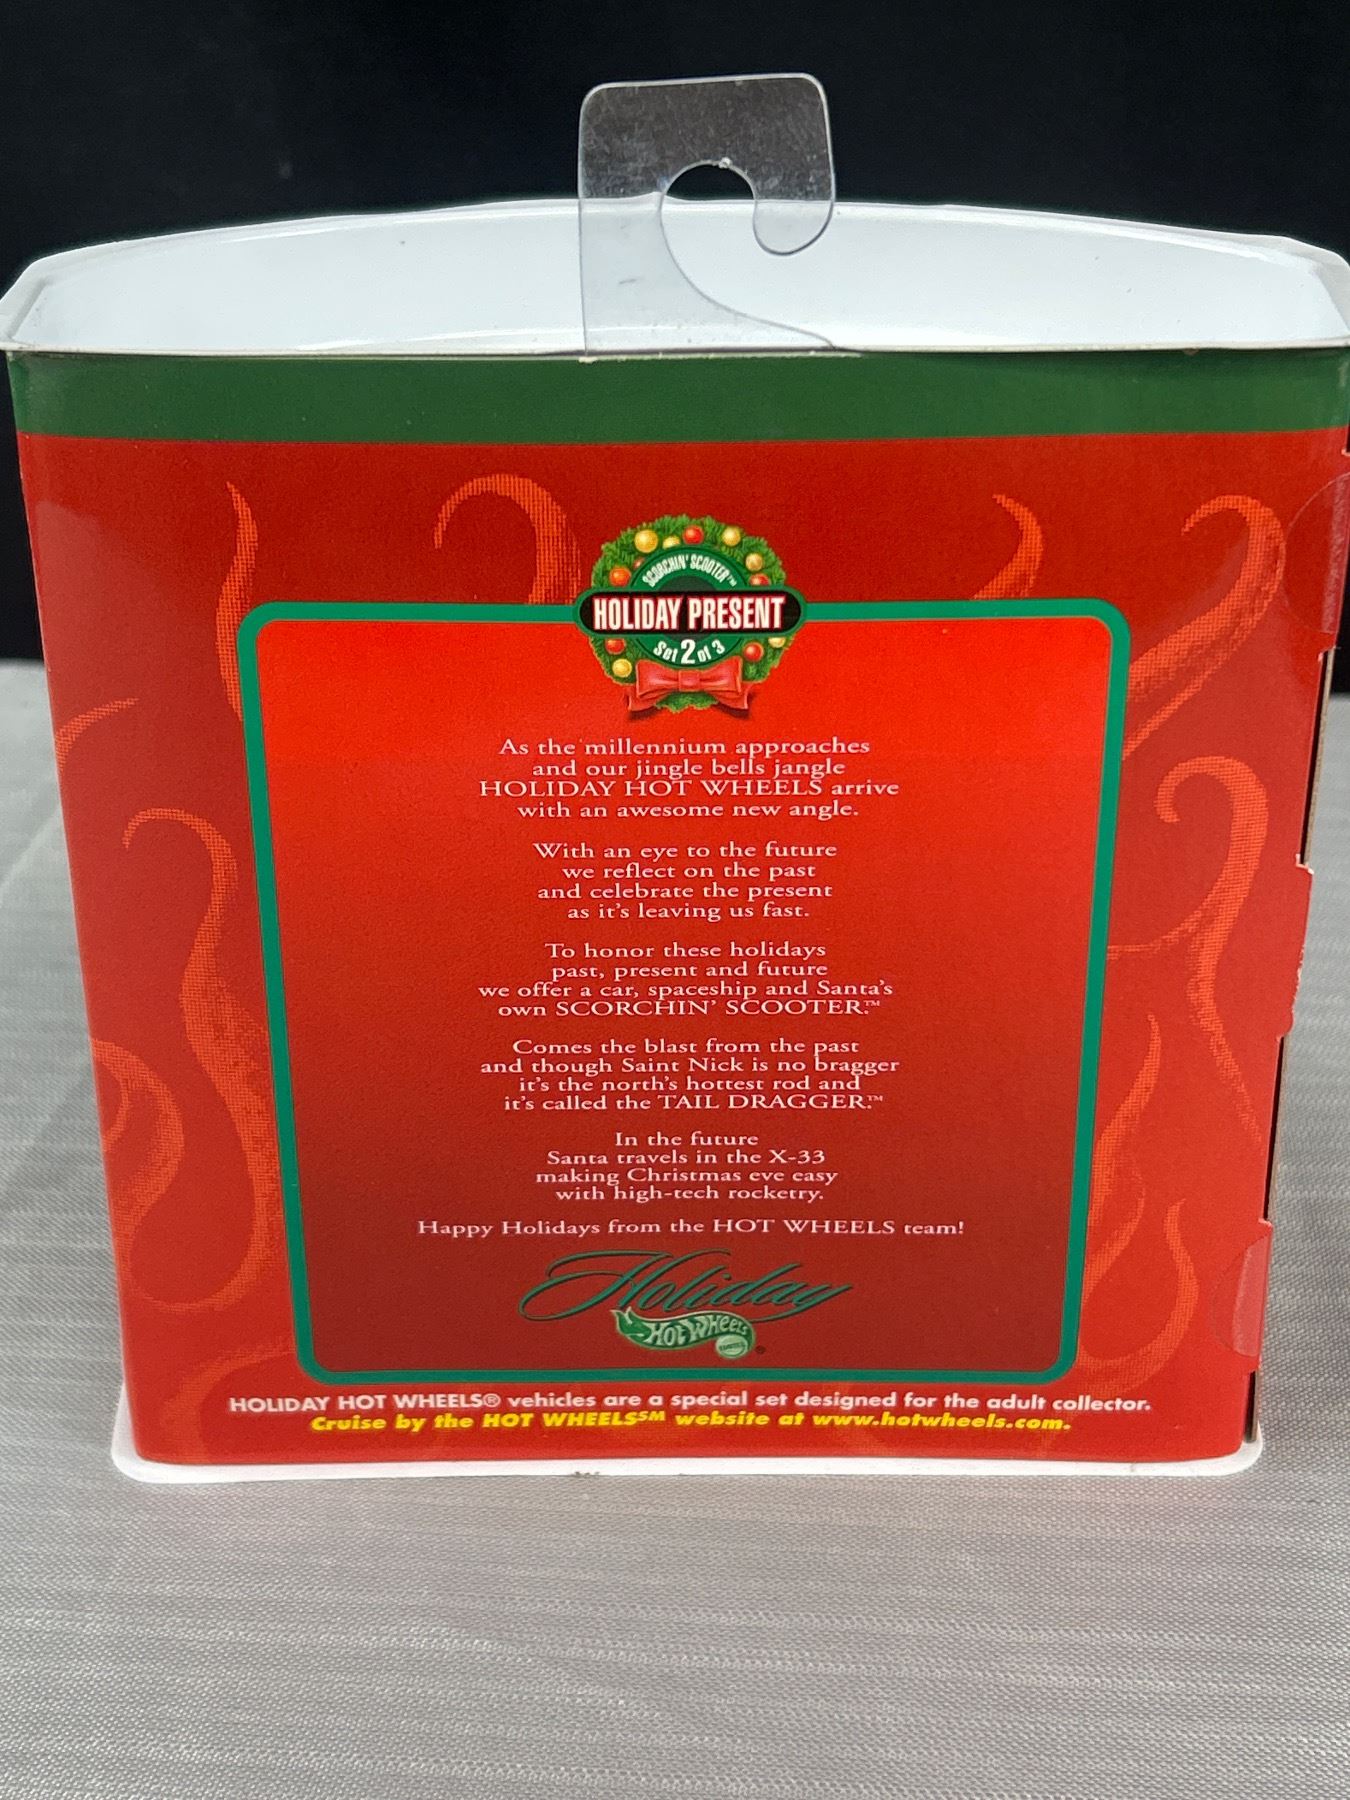 SCORCHIN' SCOOTER™
HOLIDAY PRESENT
Set 2 of 3
As the millennium approaches
and our jingle bells jangle
HOLIDAY HOT WHEELS arrive
with an awesome new angle.
With an eye to the future
we reflect on the past
and celebrate the present
as it's leaving us fast.
To honor these holidays
past, present and future
we offer a car, spaceship and Santa's
own SCORCHIN' SCOOTER.™
Comes the blast from the past
and though Saint Nick is no bragger
it's the north's hottest rod and
it's called the TAIL DRAGGER.™
In the future
Santa travels in the X-33
making Christmas eve easy
with high-tech rocketry.
Happy Holidays from the HOT WHEELS team!
Holiday
Hot Wheels
®
HOLIDAY HOT WHEELS® vehicles are a special set designed for the adult collector.
Cruise by the HOT WHEELS℠ website at www.hotwheels.com.